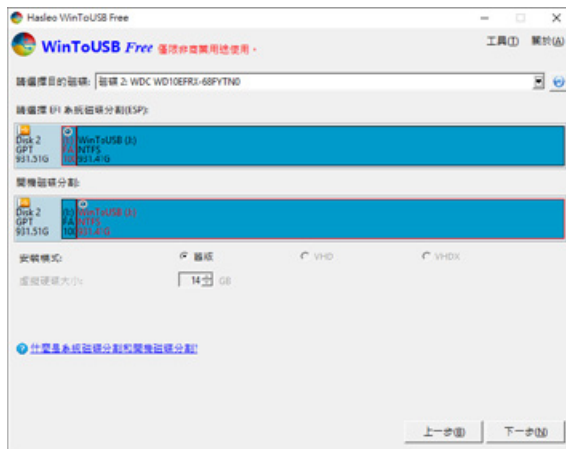 Hasleo WinToUSB Free
WinToUSB Free 僅限非商業用途使用。
工具(T) 關於(A)
請選擇目的磁碟: 磁碟 2: WDC WD10EFRX-68FYTN0
請選擇 EFI 系統磁碟分割(ESP):
Disk 2
GPT
931.51G
WinToUSB (J:)
NTFS
931.41G
開機磁碟分割:
Disk 2
GPT
931.51G
WinToUSB (J:)
NTFS
931.41G
安裝模式: 舊版 VHD VHDX
虛擬硬碟大小: 14 GB
什麼是系統磁碟分割和開機磁碟分割?
上一步(B) 下一步(N)